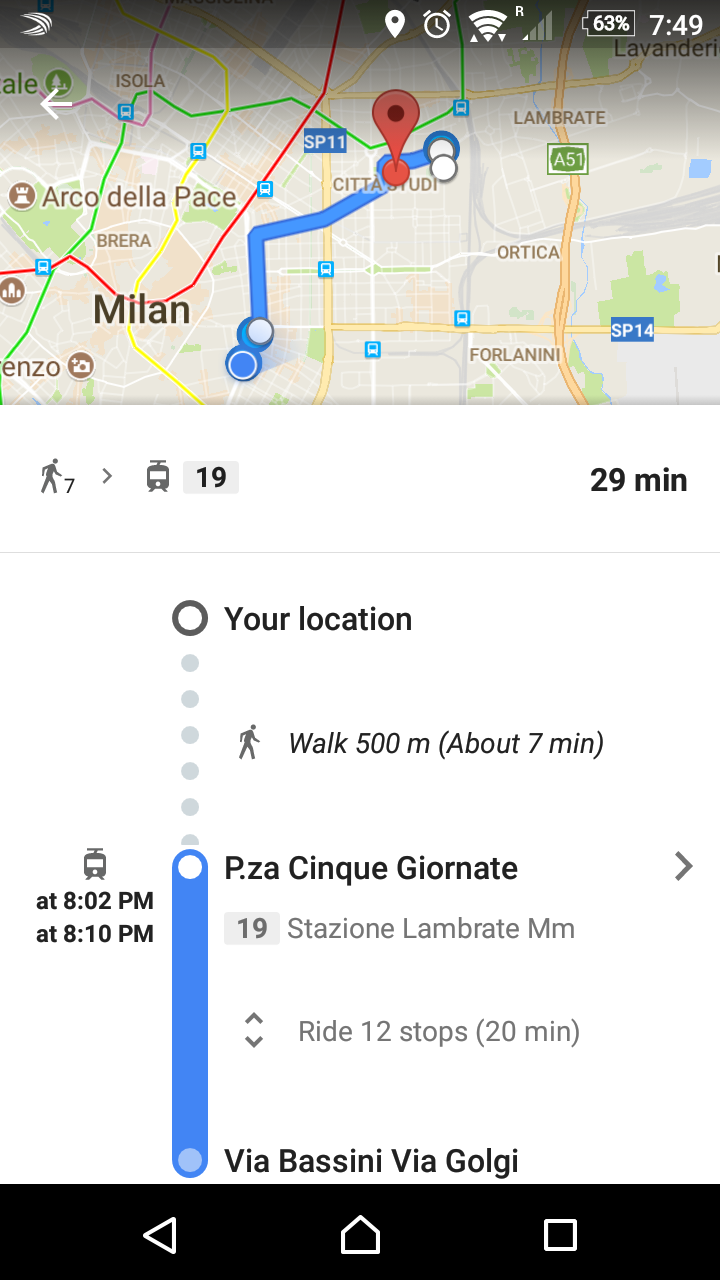 MAGGIOLINA
R
63%
7:49
Lavanderi
ale
ISOLA
LAMBRATE
SP11
A51
CITTÀ STUDI
Arco della Pace
BRERA
ORTICA
Milan
SP14
enzo
FORLANINI
7
19
29 min
Your location
Walk 500 m (About 7 min)
P.za Cinque Giornate
at 8:02 PM
at 8:10 PM
19 Stazione Lambrate Mm
Ride 12 stops (20 min)
Via Bassini Via Golgi